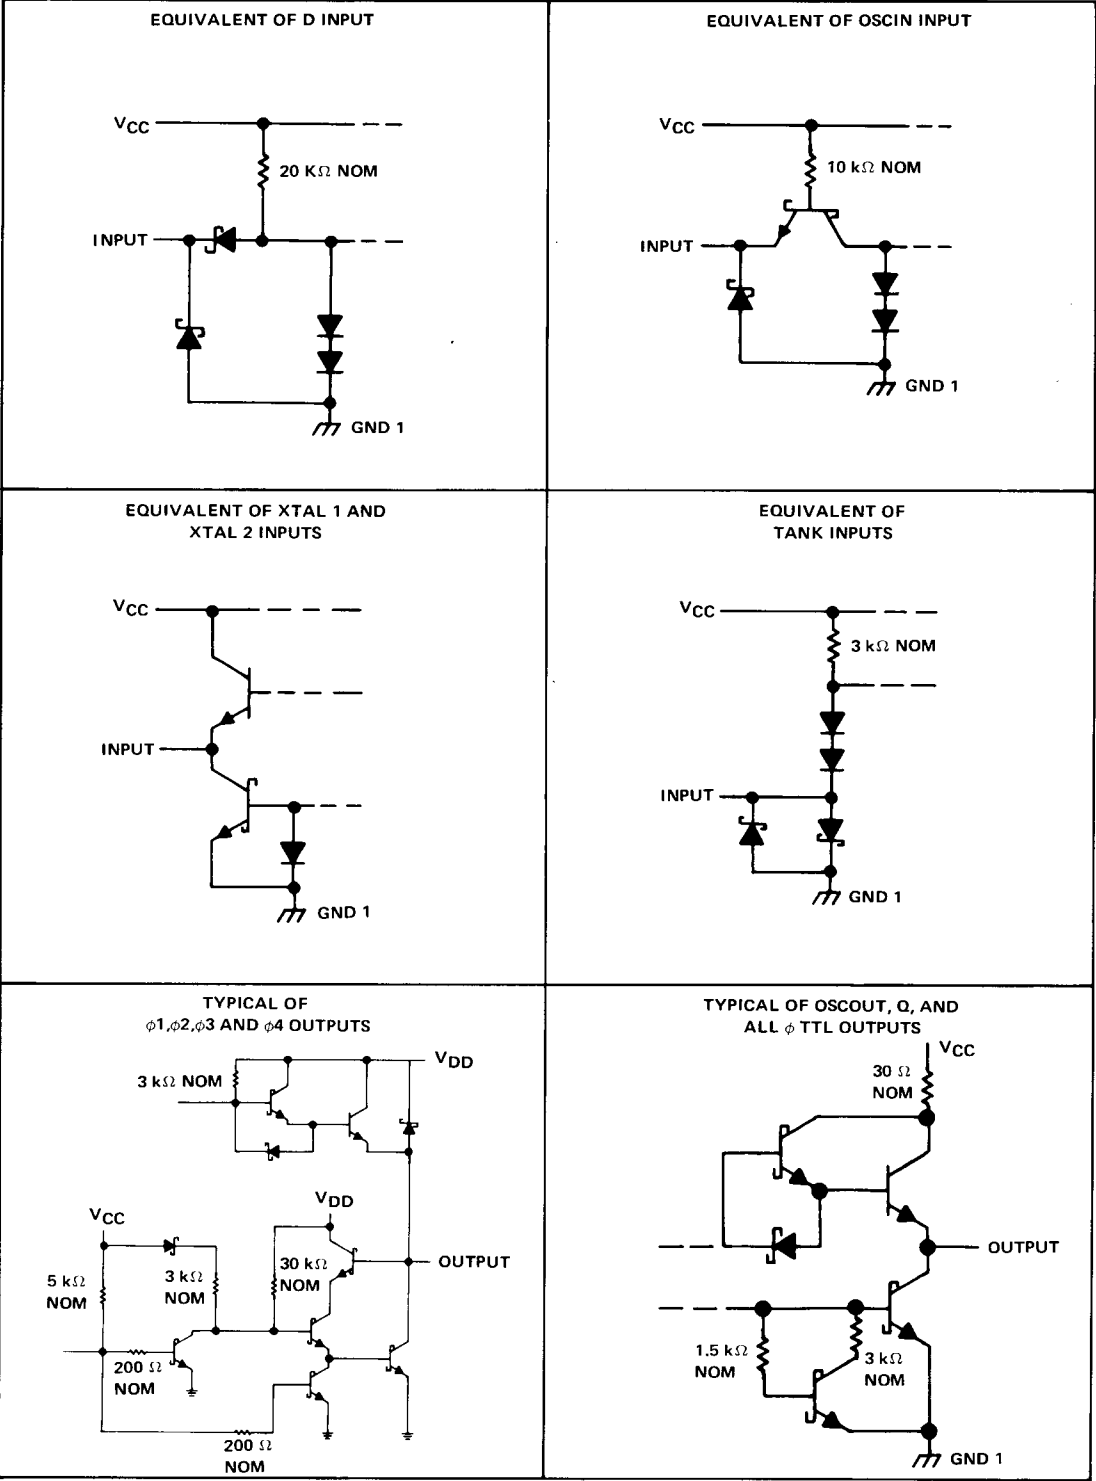 EQUIVALENT OF D INPUT
VCC
20 KΩ NOM
INPUT
GND 1
EQUIVALENT OF OSCIN INPUT
VCC
10 kΩ NOM
INPUT
GND 1
EQUIVALENT OF XTAL 1 AND
XTAL 2 INPUTS
VCC
INPUT
GND 1
EQUIVALENT OF
TANK INPUTS
VCC
3 kΩ NOM
INPUT
GND 1
TYPICAL OF
ϕ1,ϕ2,ϕ3 AND ϕ4 OUTPUTS
VDD
3 kΩ NOM
VDD
VCC
OUTPUT
30 kΩ
NOM
3 kΩ
NOM
5 kΩ
NOM
200 Ω
NOM
200 Ω
NOM
TYPICAL OF OSCOUT, Q, AND
ALL ϕ TTL OUTPUTS
VCC
30 Ω
NOM
OUTPUT
1.5 kΩ
NOM
3 kΩ
NOM
GND 1